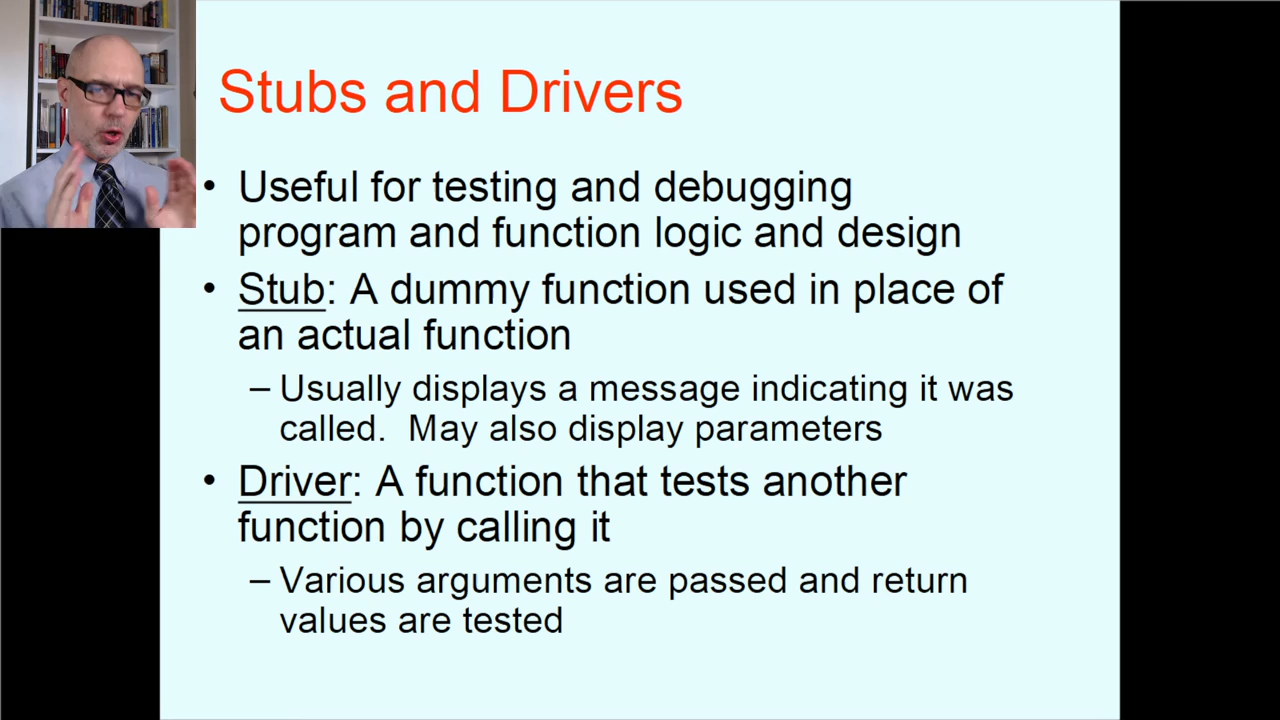 Stubs and Drivers
• Useful for testing and debugging
program and function logic and design
• Stub: A dummy function used in place of
an actual function
– Usually displays a message indicating it was
called.  May also display parameters
• Driver: A function that tests another
function by calling it
– Various arguments are passed and return
values are tested